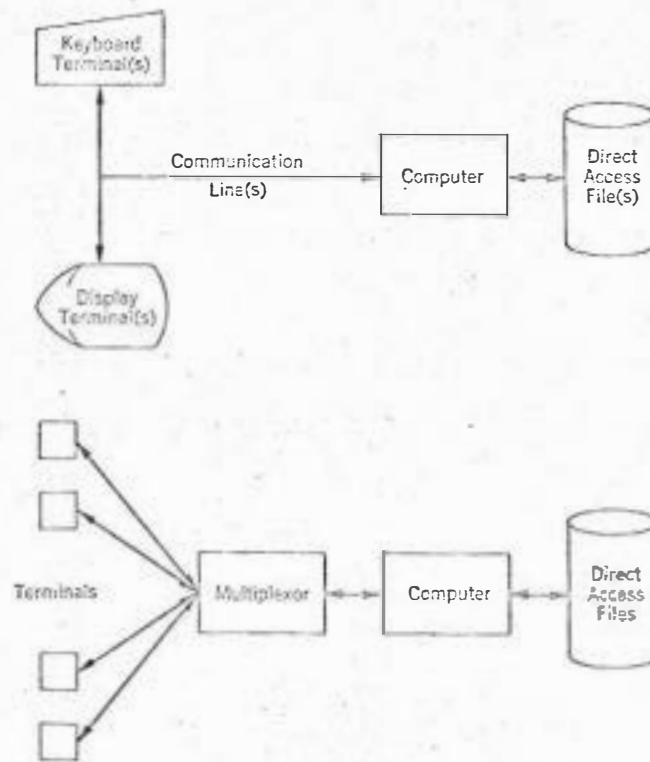 Keyboard
Terminal(s)
Communication
Line(s)
Computer
Direct
Access
File(s)
Display
Terminal(s)
Terminals
Multiplexor
Computer
Direct
Access
Files